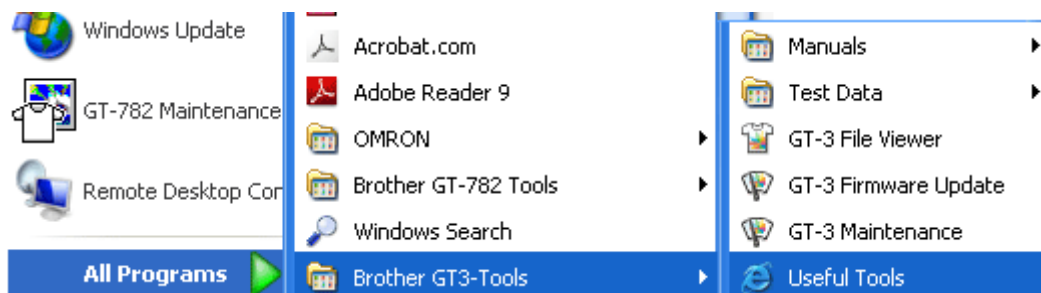 Windows Update
GT-782 Maintenance
Remote Desktop Con
All Programs
Acrobat.com
Adobe Reader 9
OMRON
Brother GT-782 Tools
Windows Search
Brother GT3-Tools
Manuals
Test Data
GT-3 File Viewer
GT-3 Firmware Update
GT-3 Maintenance
Useful Tools